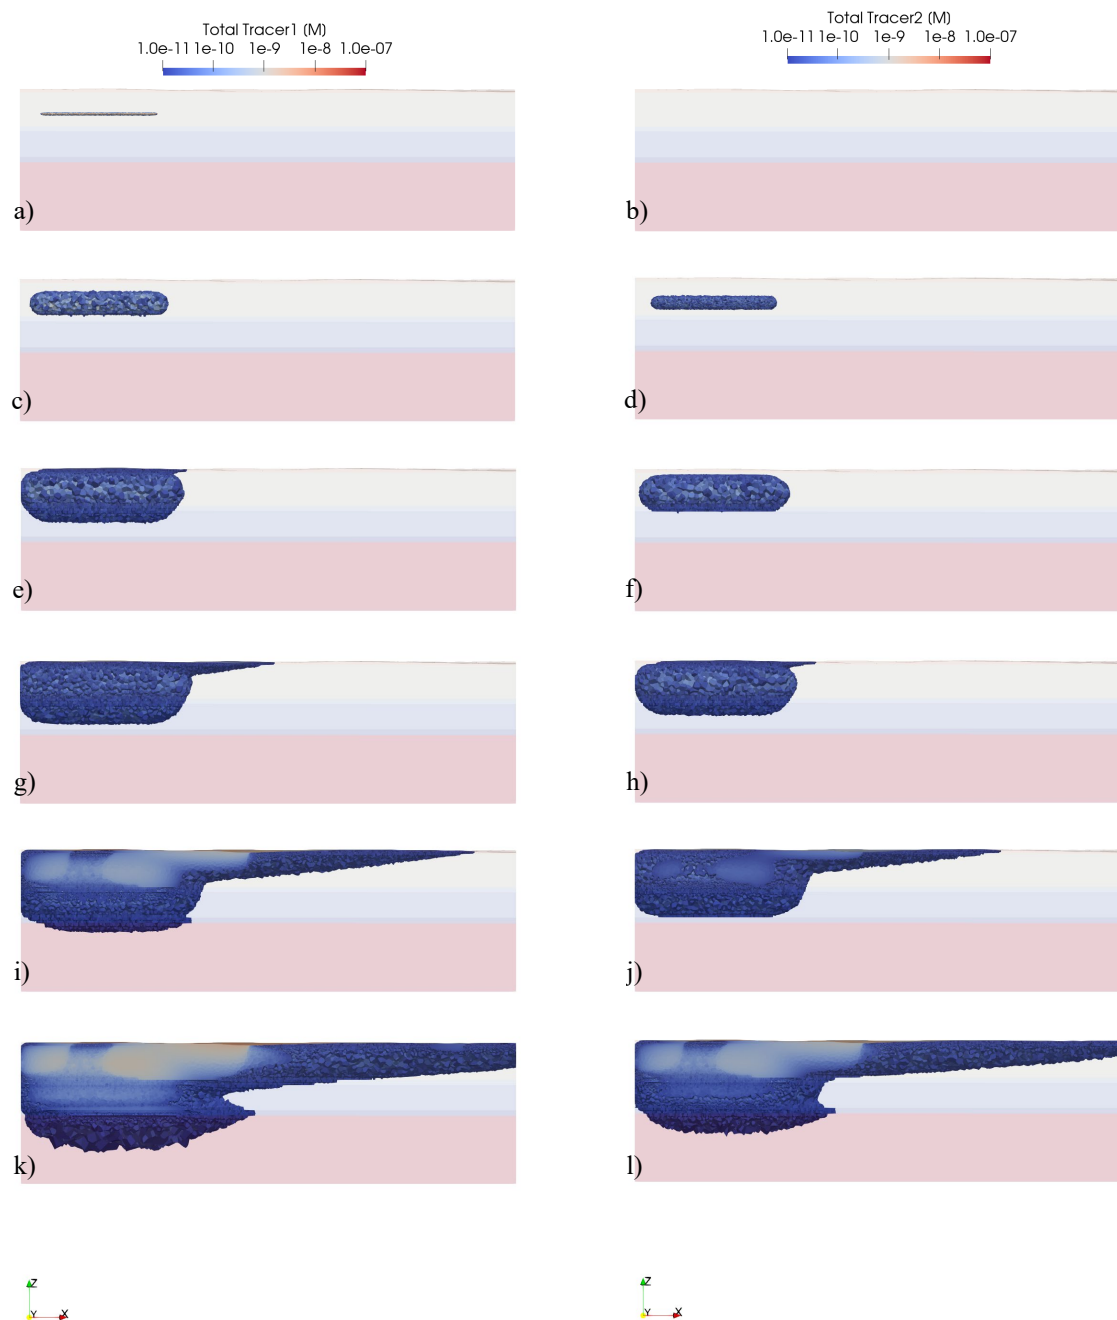 Total Tracer1 (M)
1.0e-11 1e-10 1e-9 1e-8 1.0e-07
Total Tracer2 (M)
1.0e-11 1e-10 1e-9 1e-8 1.0e-07
a)
b)
c)
d)
e)
f)
g)
h)
i)
j)
k)
l)
Z
Y X
Z
Y X